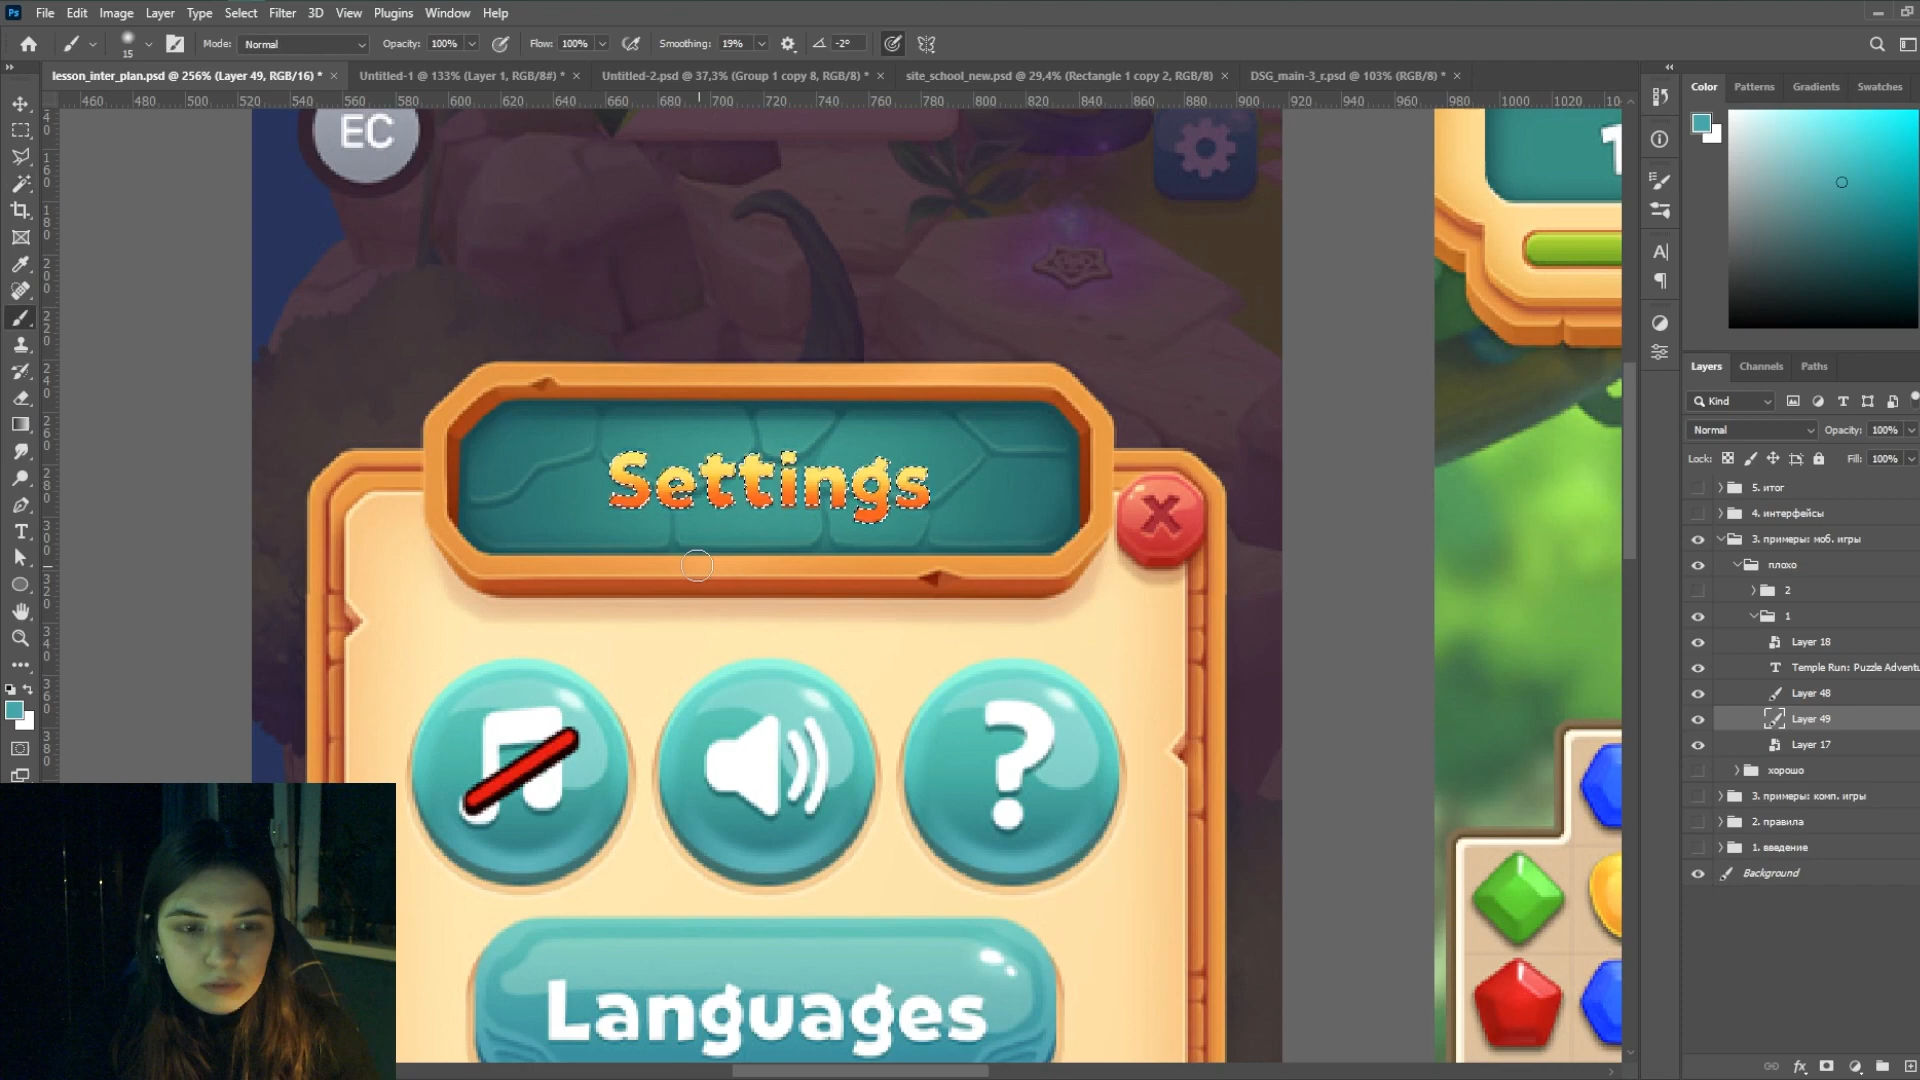 Ps File Edit Image Layer Type Select Filter 3D View Plugins Window Help
15 Mode: Normal Opacity: 100% Flow: 100% Smoothing: 19% -2°
lesson_inter_plan.psd @ 256% (Layer 49, RGB/16) * × Untitled-1 @ 133% (Layer 1, RGB/8#) * × Untitled-2.psd @ 37,3% (Group 1 copy 8, RGB/8) * × site_school_new.psd @ 29,4% (Rectangle 1 copy 2, RGB/8) × DSG_main-3_r.psd @ 103% (RGB/8) * ×
460 480 500 520 540 560 580 600 620 640 660 680 700 720 740 760 780 800 820 840 860 880 900 920 940 960 980 1000 1020
EC
Settings
X
?
Languages
Color Patterns Gradients Swatches
Layers Channels Paths
Kind
Normal Opacity: 100%
Lock: Fill: 100%
5. итог
4. интерфейсы
3. примеры: моб. игры
плохо
2
1
Layer 18
T Temple Run: Puzzle Adventu
Layer 48
Layer 49
Layer 17
хорошо
3. примеры: комп. игры
2. правила
1. введение
Background